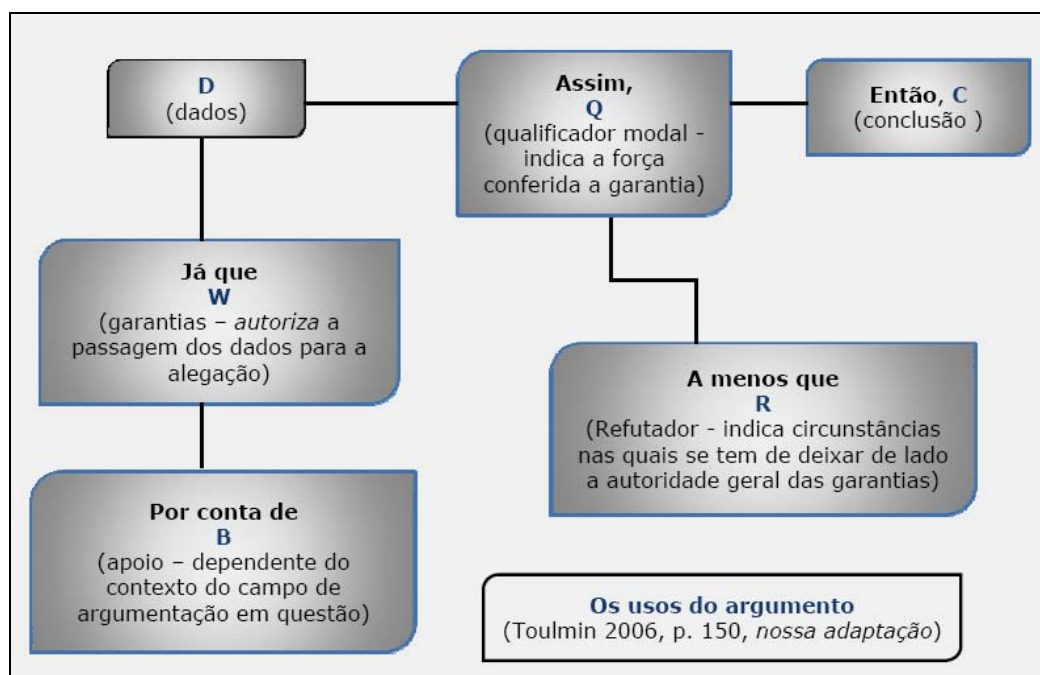 D
(dados)
Assim,
Q
(qualificador modal -
indica a força
conferida a garantia)
Então, C
(conclusão )
Já que
W
(garantias – autoriza a
passagem dos dados para a
alegação)
A menos que
R
(Refutador - indica circunstâncias
nas quais se tem de deixar de lado
a autoridade geral das garantias)
Por conta de
B
(apoio – dependente do
contexto do campo de
argumentação em questão)
Os usos do argumento
(Toulmin 2006, p. 150, nossa adaptação)